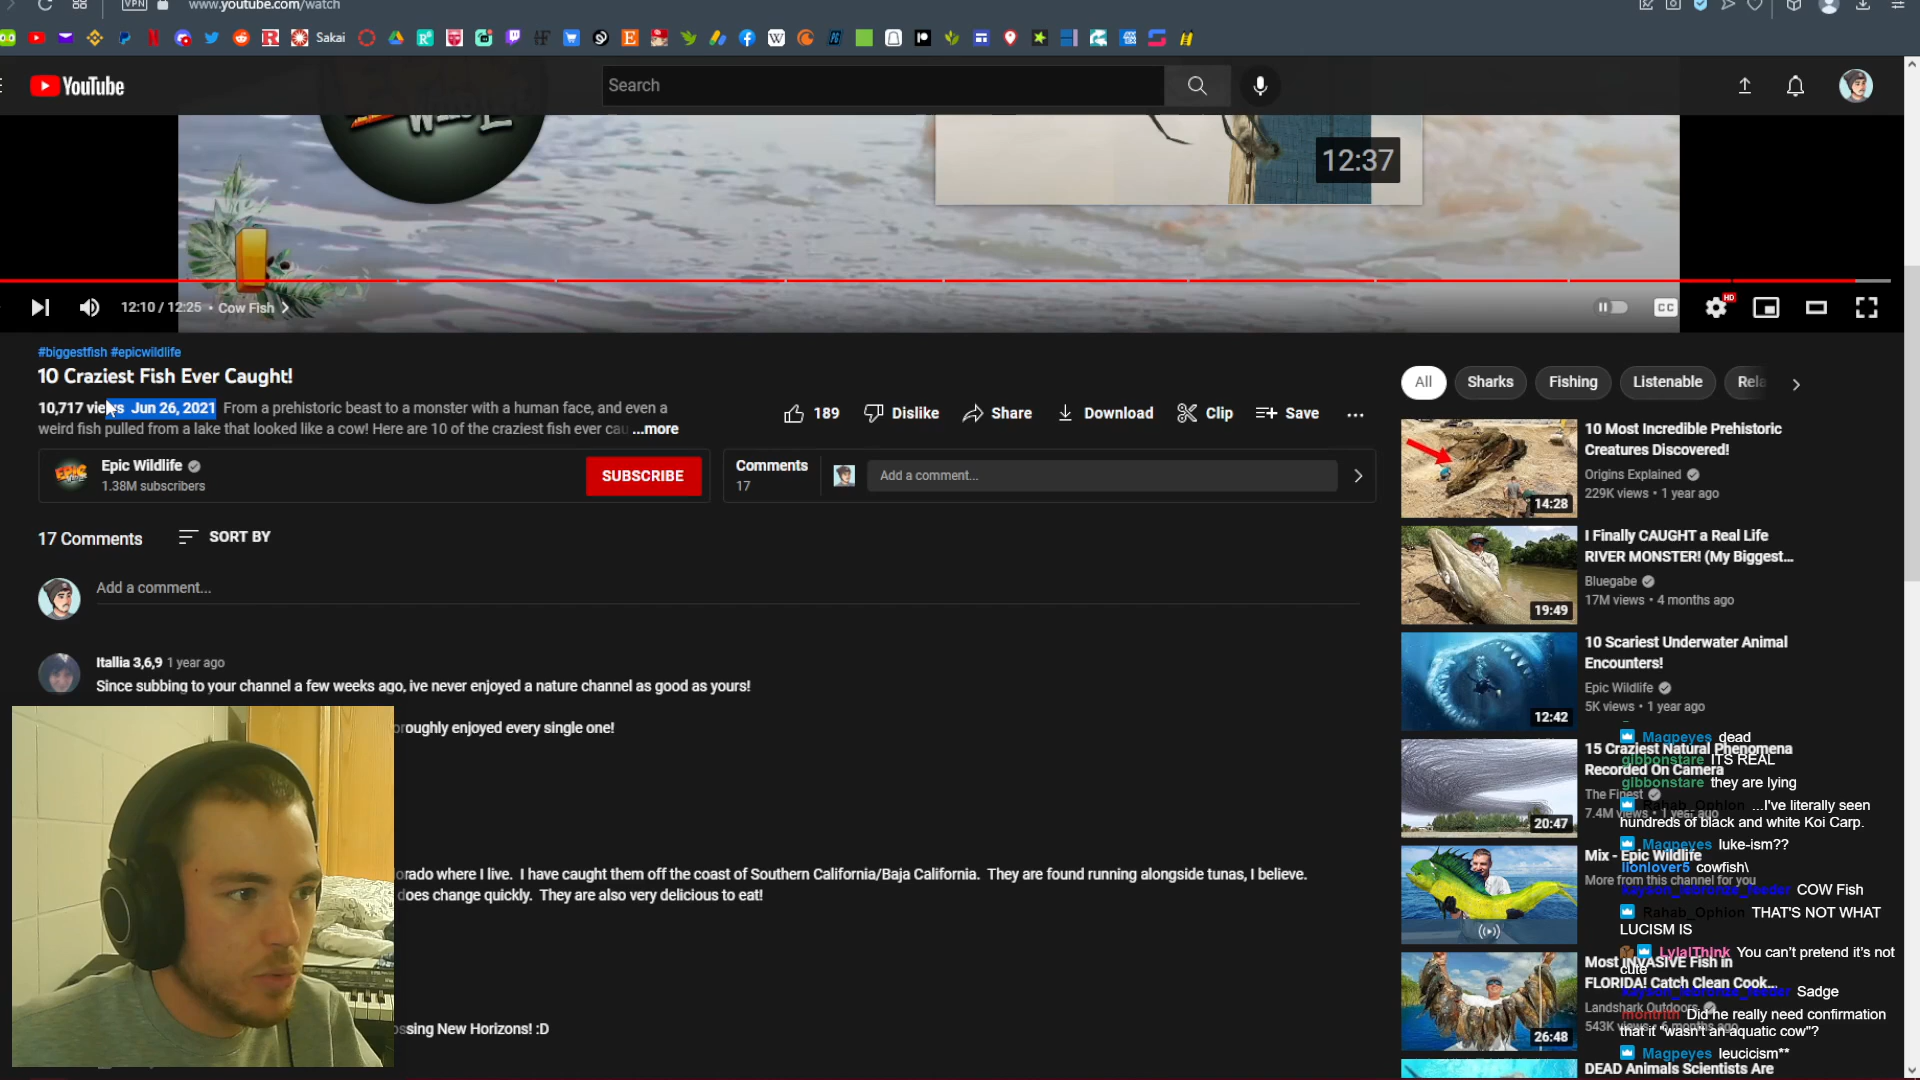 VPN
www.youtube.com/watch
Sakai
YouTube
Search
12:37
12:10 / 12:25 • Cow Fish
CC
HD
#biggestfish #epicwildlife
10 Craziest Fish Ever Caught!
10,717 views Jun 26, 2021 From a prehistoric beast to a monster with a human face, and even a
weird fish pulled from a lake that looked like a cow! Here are 10 of the craziest fish ever cau ...more
189
Dislike
Share
Download
Clip
Save
EPIC
Epic Wildlife
1.38M subscribers
SUBSCRIBE
Comments
17
Add a comment...
17 Comments
SORT BY
Add a comment...
Itallia 3,6,9 1 year ago
Since subbing to your channel a few weeks ago, ive never enjoyed a nature channel as good as yours!
roughly enjoyed every single one!
orado where I live. I have caught them off the coast of Southern California/Baja California. They are found running alongside tunas, I believe.
does change quickly. They are also very delicious to eat!
ssing New Horizons! :D
All
Sharks
Fishing
Listenable
Rela
10 Most Incredible Prehistoric
Creatures Discovered!
Origins Explained
229K views • 1 year ago
14:28
I Finally CAUGHT a Real Life
RIVER MONSTER! (My Biggest...
Bluegabe
17M views • 4 months ago
19:49
10 Scariest Underwater Animal
Encounters!
Epic Wildlife
5K views • 1 year ago
12:42
15 Craziest Natural Phenomena
Recorded On Camera
The Finest
7.4M views • 1 year ago
20:47
Mix - Epic Wildlife
More from this channel for you
Most INVASIVE Fish in
FLORIDA! Catch Clean Cook...
Landshark Outdoors
543K views • 6 months ago
26:48
DEAD Animals Scientists Are
Magpeyes dead
gibbonstare ITS REAL
gibbonstare they are lying
Rahab_Ophion ...I've literally seen
hundreds of black and white Koi Carp.
Magpeyes luke-ism??
lionlover5 cowfish\
COW Fish
Rahab_Ophion THAT'S NOT WHAT
LUCISM IS
LylaIThink You can't pretend it's not
cute
Sadge
montrith Did he really need confirmation
that it "wasn't an aquatic cow"?
Magpeyes leucicism**